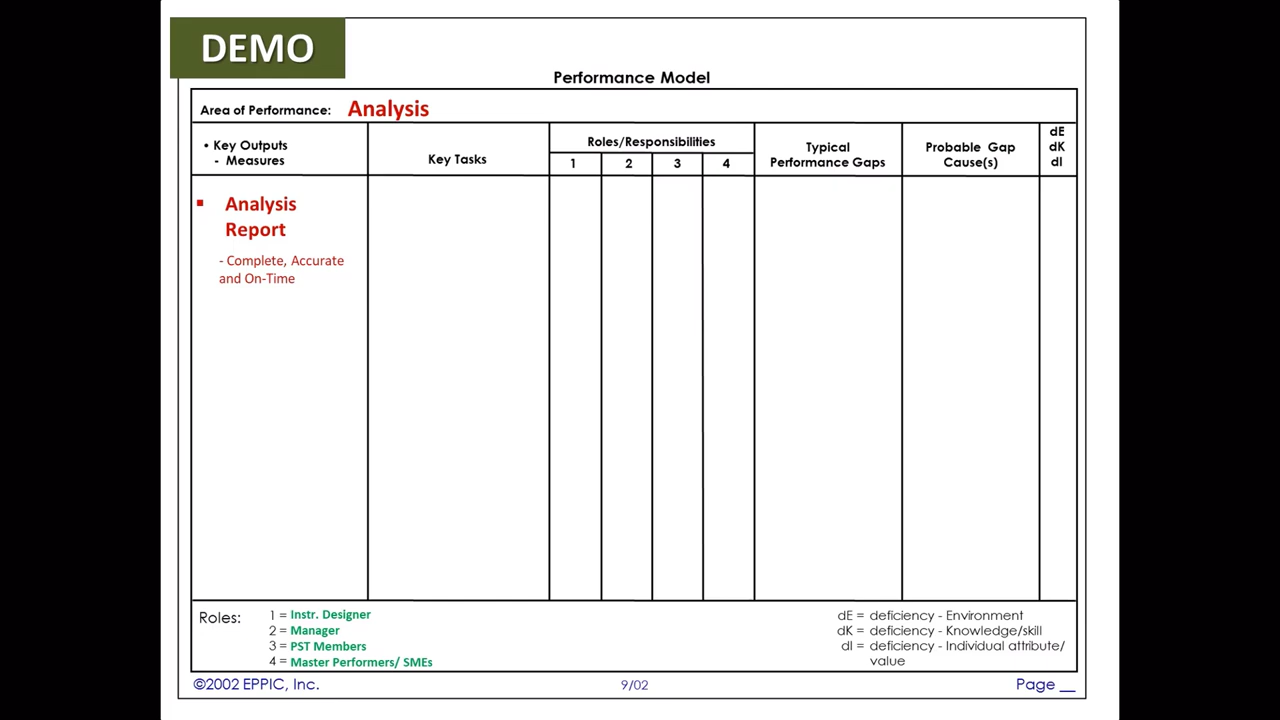 DEMO
Performance Model
Area of Performance: Analysis
• Key Outputs
- Measures
Key Tasks
Roles/Responsibilities
1 2 3 4
Typical
Performance Gaps
Probable Gap
Cause(s)
dE
dK
dI
▪ Analysis
Report
- Complete, Accurate
and On-Time
Roles:
1 = Instr. Designer
2 = Manager
3 = PST Members
4 = Master Performers/ SMEs
dE = deficiency - Environment
dK = deficiency - Knowledge/skill
dI = deficiency - Individual attribute/
value
©2002 EPPIC, Inc.
9/02
Page __